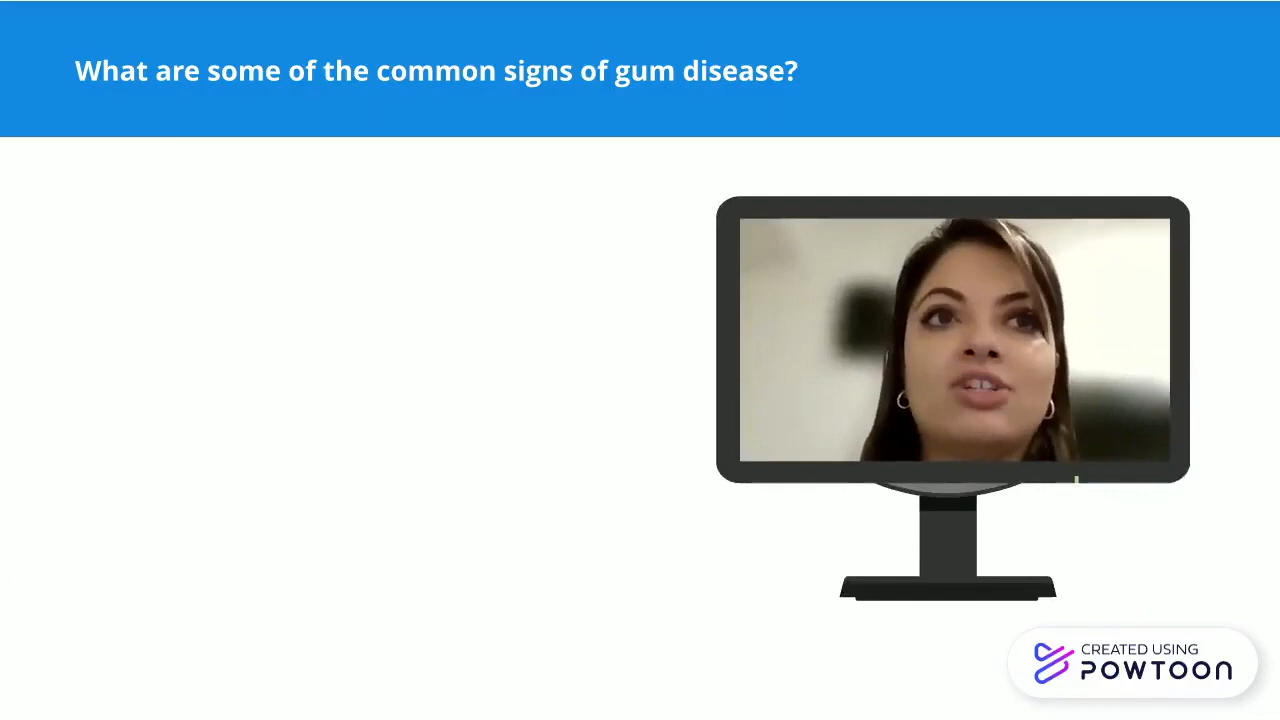 What are some of the common signs of gum disease?
CREATED USING
POWTOON